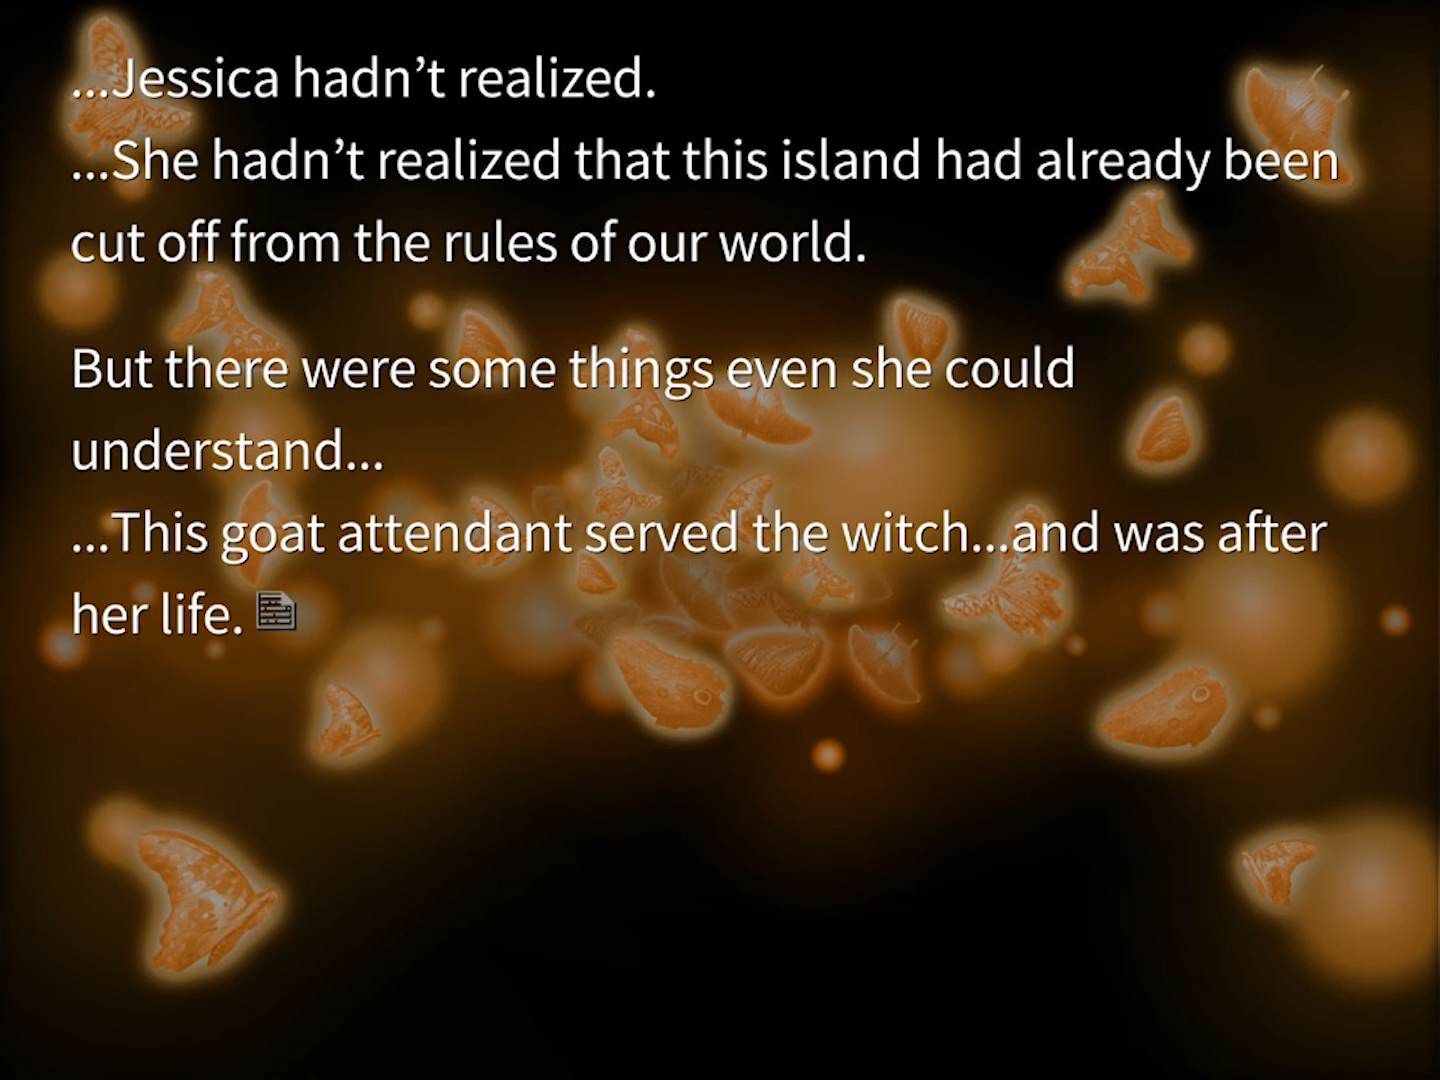 ...Jessica hadn’t realized.
...She hadn’t realized that this island had already been
cut off from the rules of our world.
But there were some things even she could
understand...
...This goat attendant served the witch...and was after
her life.